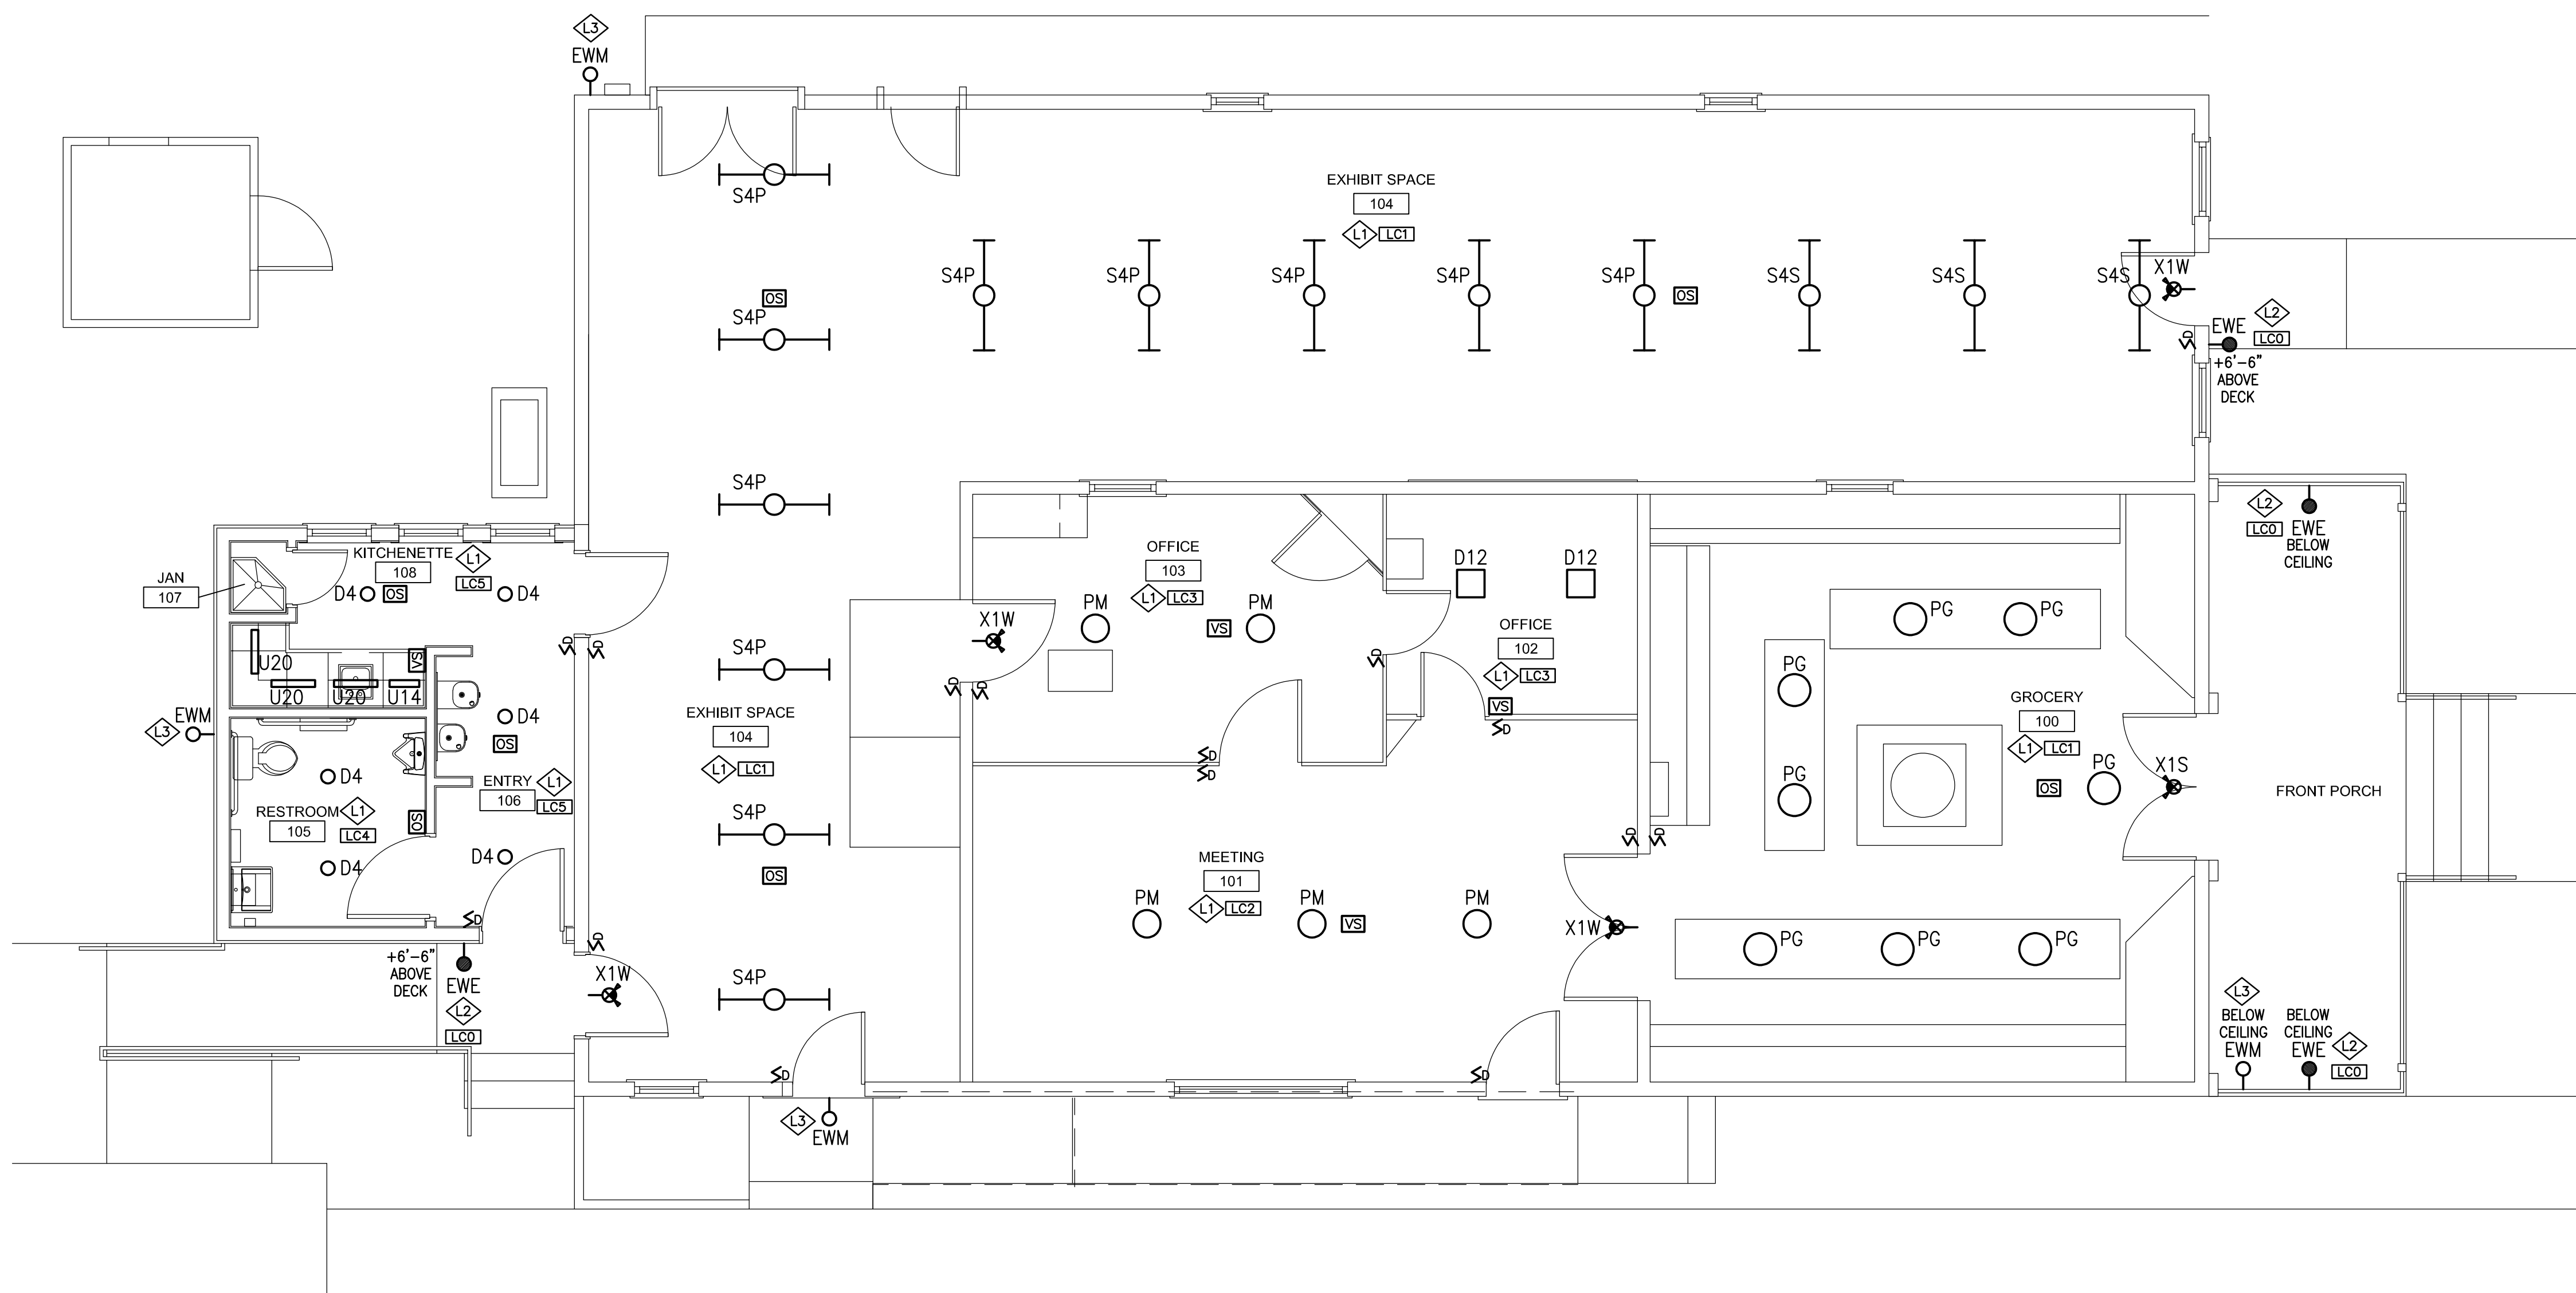 L3
EWM
S4P
EXHIBIT SPACE
104
L1 LC1
S4P
S4P
S4P
S4P
S4P
S4S
S4S
S4S
X1W
OS
OS
S4P
L2
EWE
LC0
D
+6'-6"
ABOVE
DECK
S4P
L2
LC0
EWE
BELOW
CEILING
KITCHENETTE
108
L1
LC5
JAN
107
D4
OS
D4
OFFICE
103
L1 LC3
D12
D12
PM
VS
PM
X1W
PG
PG
OFFICE
102
L1 LC3
VS
D
D
D
D
D
D
U20
U20
U20
U14
VS
S4P
PG
PG
GROCERY
100
L1 LC1
OS
PG
X1S
FRONT PORCH
L3
EWM
D4
OS
EXHIBIT SPACE
104
L1 LC1
D
D
D4
RESTROOM
105
L1
LC4
OS
D4
ENTRY
106
L1
LC5
D4
S4P
OS
MEETING
101
L1 LC2
D
D
PM
PM
VS
PM
X1W
PG
PG
PG
D
D
+6'-6"
ABOVE
DECK
EWE
L2
LC0
X1W
S4P
L3
BELOW
CEILING
EWM
BELOW
CEILING
EWE
L2
LC0
D
D
L3
EWM